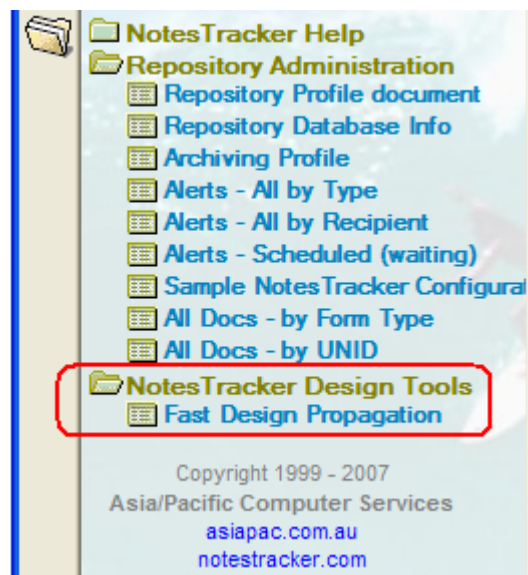 NotesTracker Help
Repository Administration
Repository Profile document
Repository Database Info
Archiving Profile
Alerts - All by Type
Alerts - All by Recipient
Alerts - Scheduled (waiting)
Sample NotesTracker Configurat
All Docs - by Form Type
All Docs - by UNID
NotesTracker Design Tools
Fast Design Propagation
Copyright 1999 - 2007
Asia/Pacific Computer Services
asiapac.com.au
notestracker.com